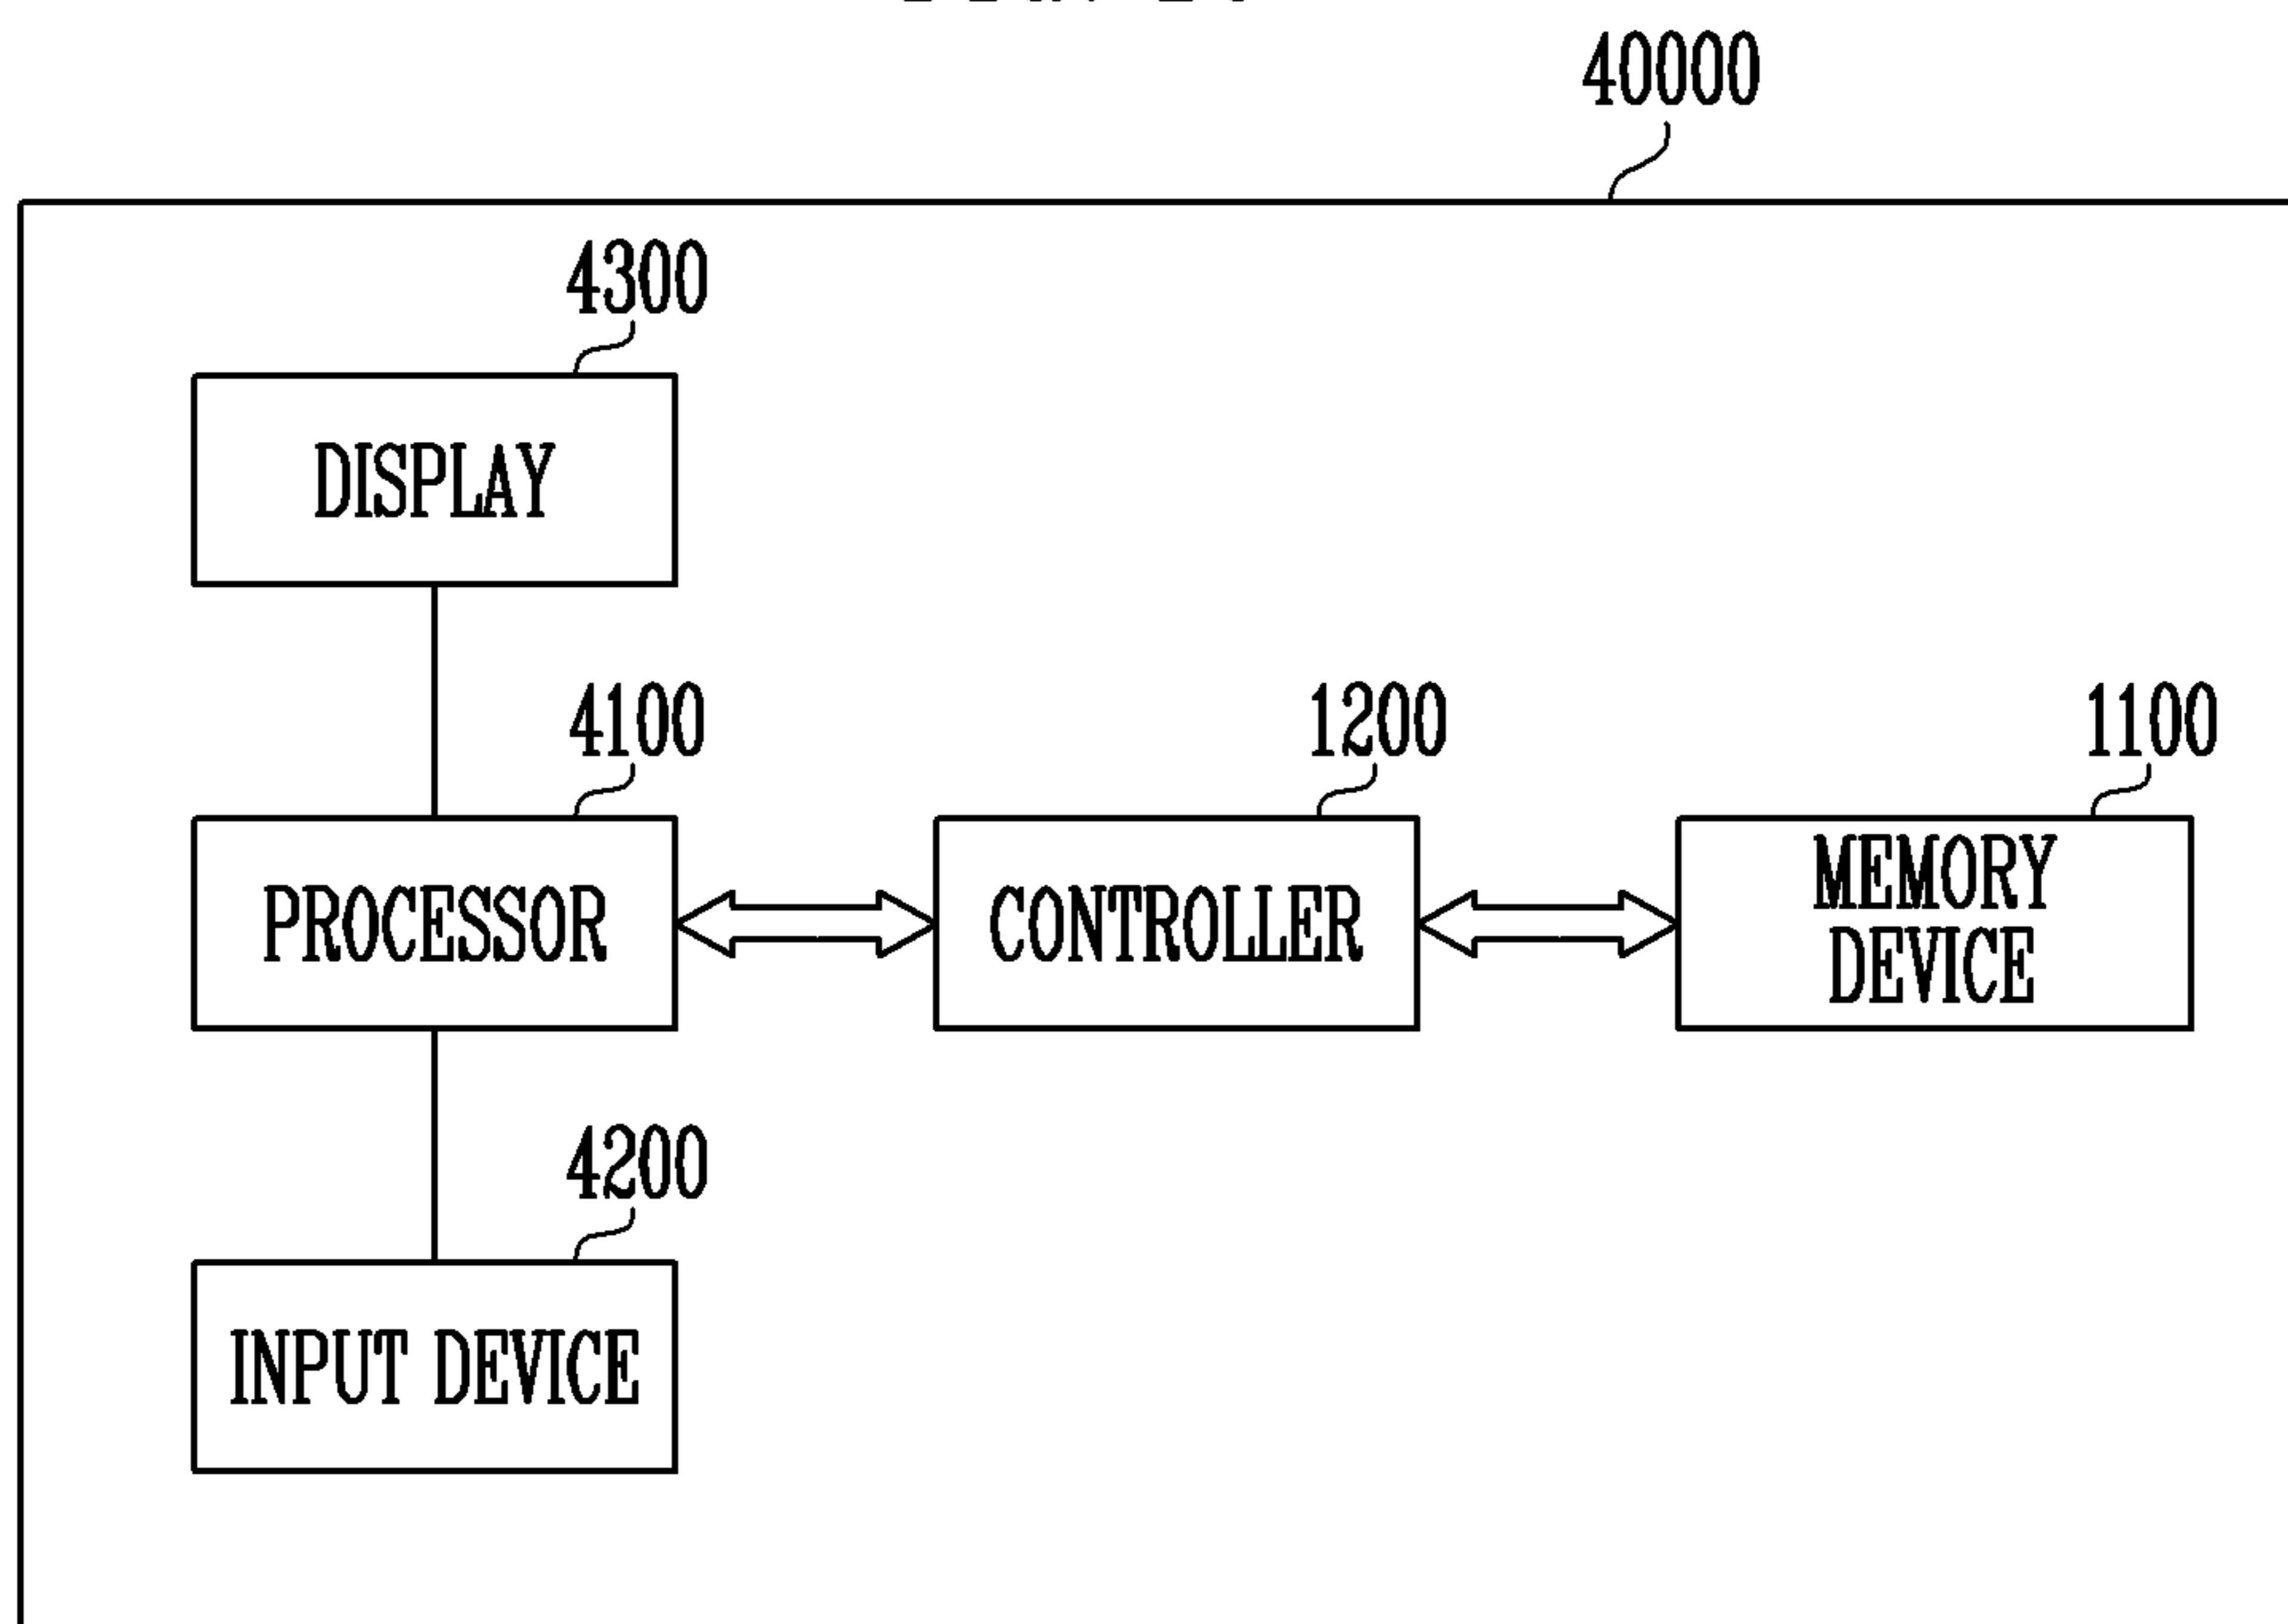 40000
4300
DISPLAY
4100
1200
1100
PROCESSOR
CONTROLLER
MEMORY
DEVICE
4200
INPUT DEVICE